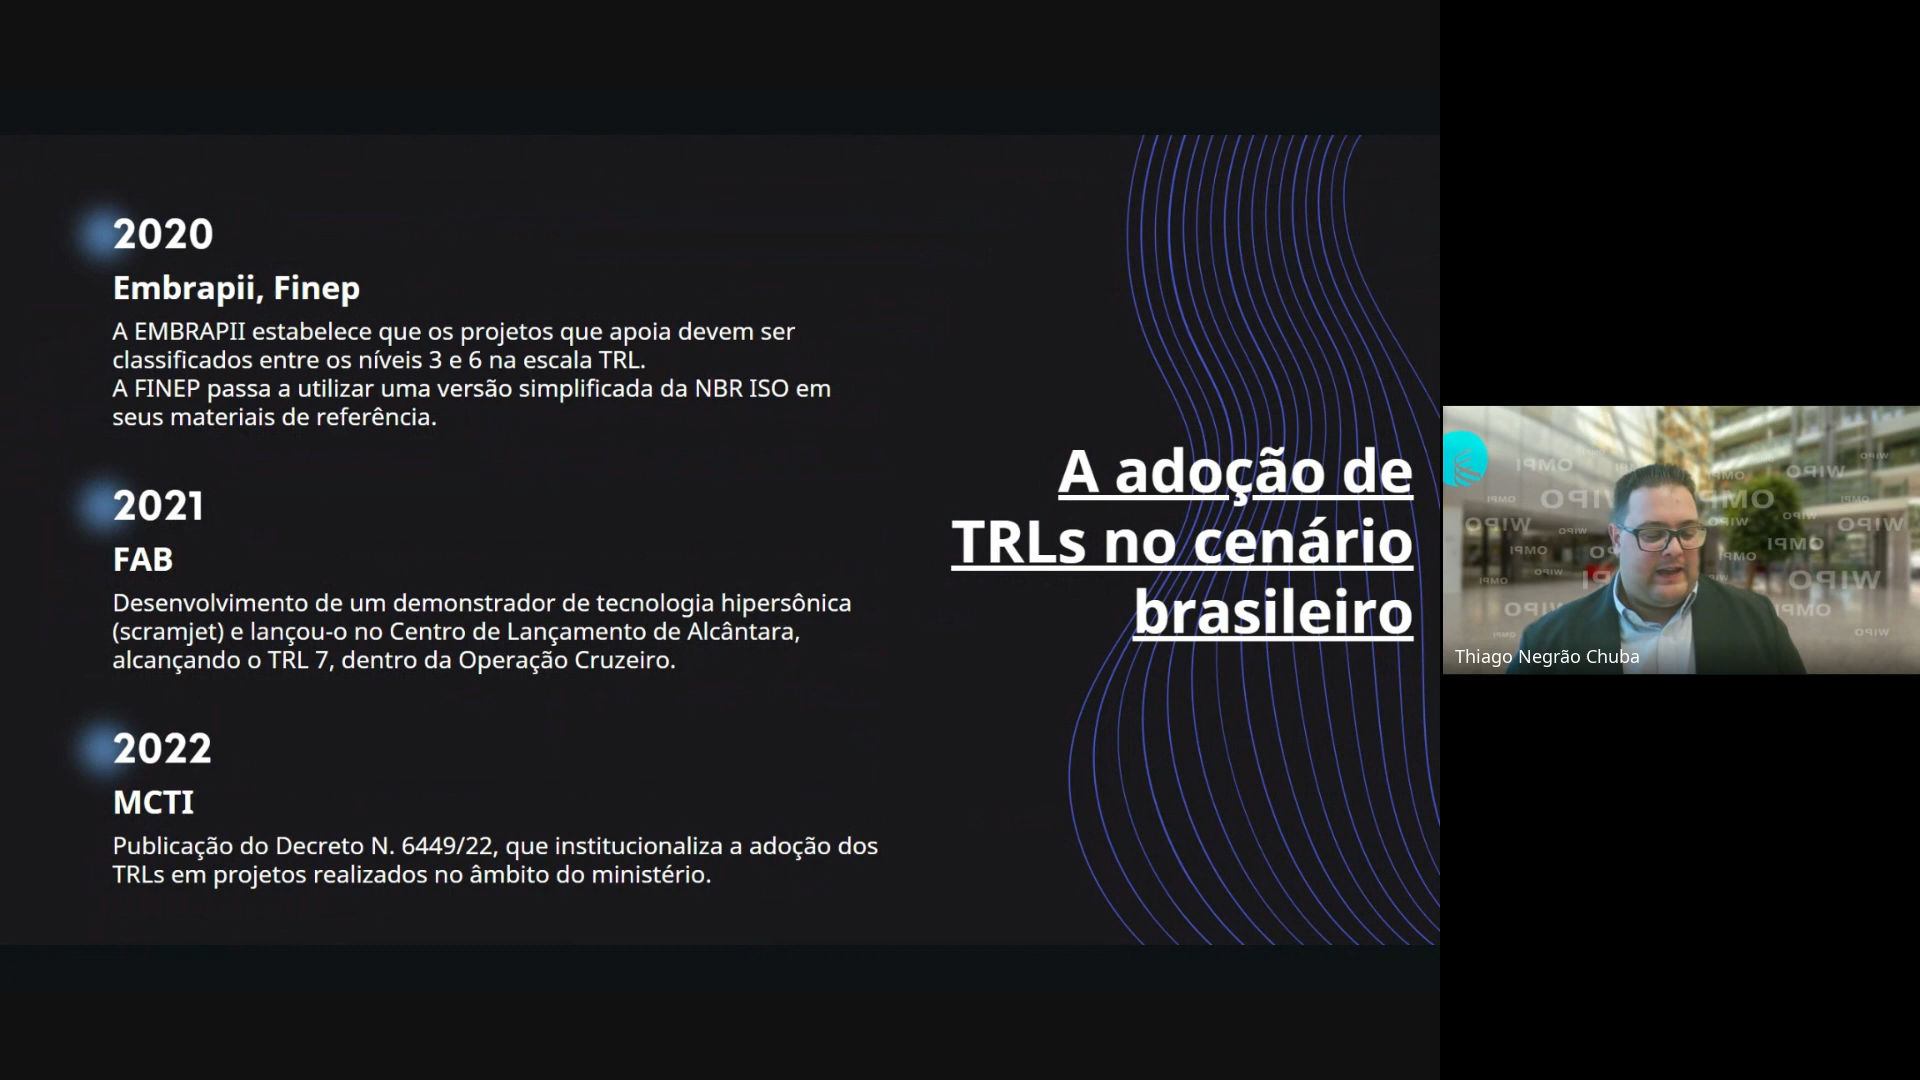 2020
Embrapii, Finep
A EMBRAPII estabelece que os projetos que apoia devem ser
classificados entre os níveis 3 e 6 na escala TRL.
A FINEP passa a utilizar uma versão simplificada da NBR ISO em
seus materiais de referência.
2021
FAB
Desenvolvimento de um demonstrador de tecnologia hipersônica
(scramjet) e lançou-o no Centro de Lançamento de Alcântara,
alcançando o TRL 7, dentro da Operação Cruzeiro.
2022
MCTI
Publicação do Decreto N. 6449/22, que institucionaliza a adoção dos
TRLs em projetos realizados no âmbito do ministério.
A adoção de
TRLs no cenário
brasileiro
WIPO
OMPI
Thiago Negrão Chuba